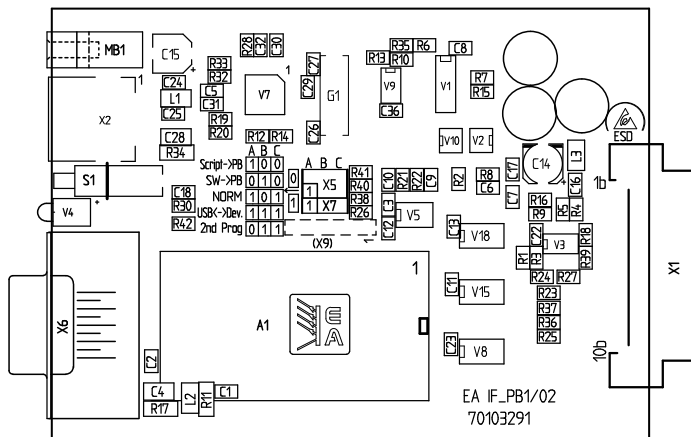 MB1
C15
+
R28
C32
C30
R35 R6
C8
R13 R10
C27
R33
R32
1
C24
L1
C25
C5
C31
R19
R20
V7
1
C29
G1
V9
C36
V1
R7
R15
X2
C26
R12 R14
V10 V2
ESD
C28
R34
A B C
Script->PB 1 0 0
SW->PB 0 1 0
NORM 1 1 0
USB<->Dev. 1 1 1
2nd Prog 0 1 1
A B C
0
1
1
X5
X7
R41
R40
R38
R26
(X9)
1
C10
R21
R22
C9
R2
R8
C6
C17
C14
+
L3
C16
C7
1b
S1
+
C18
R30
R42
V4
C3
C12
V5
R16
R9
R5
R4
C13
V18
C22
V3
R18
R39
R1
R3
R24 R27
X1
X6
A1
EA
1
C11
V15
R23
R37
R36
R25
C2
C23
V8
10b
C4
R17
L2
R11
C1
EA IF_PB1/02
70103291